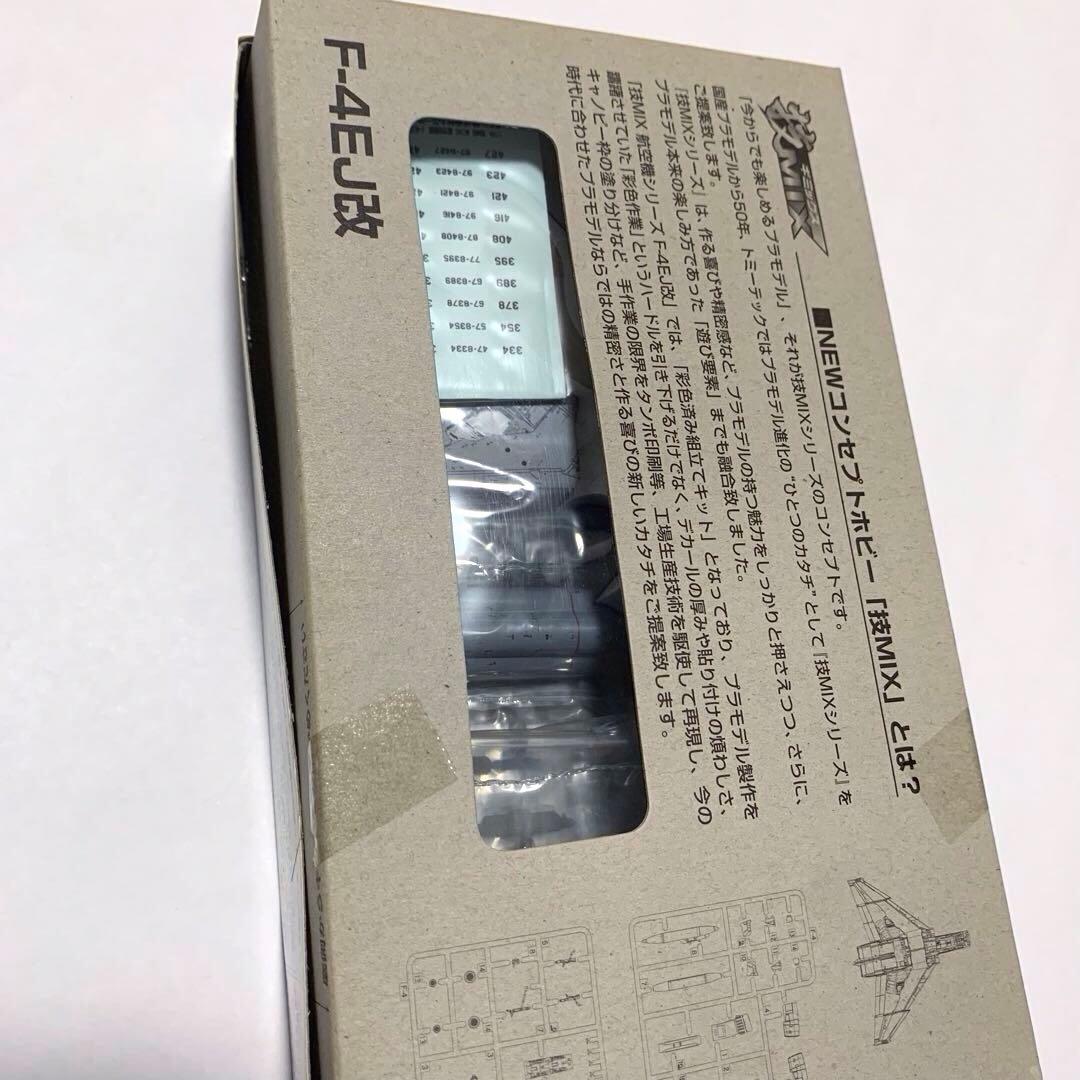 技MIX
ギミックス
■NEWコンセプトホビー「技MIX」とは？
「今からでも楽しめるプラモデル」、それが技MIXシリーズのコンセプトです。
国産プラモデルから50年、トミーテックではプラモデル進化の“ひとつのカタチ”として『技MIXシリーズ』を
ご提案致します。
『技MIXシリーズ』は、作る喜びや精密感など、プラモデルの持つ魅力をしっかりと押さえつつ、さらに、
プラモデル本来の楽しみ方であった「遊び要素」までも融合致しました。
「技MIX 航空機シリーズ F-4EJ改」では、「彩色済み組立てキット」となっており、プラモデル製作を
躊躇させていた「彩色作業」というハードルを引き下げるだけでなく、デカールの厚みや貼り付けの煩わしさ、
キャノピー枠の塗り分けなど、手作業の限界をタンポ印刷等、工場生産技術を駆使して再現し、今の
時代に合わせたプラモデルならではの精密さと作る喜びの新しいカタチをご提案致します。
F-4EJ改
427 97-8427
423 97-8423
421 97-8421
416 97-8416
408 97-8408
395 77-8395
389 67-8389
378 67-8378
354 57-8354
334 47-8334
F-4
F-4